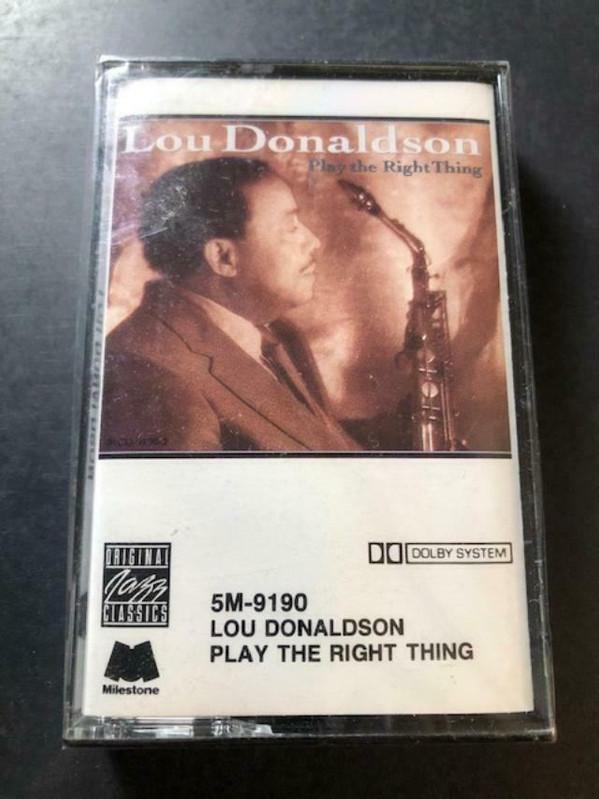 Lou Donaldson
Play the Right Thing
ORIGINAL
Jazz
CLASSICS
DOLBY SYSTEM
5M-9190
LOU DONALDSON
PLAY THE RIGHT THING
Milestone